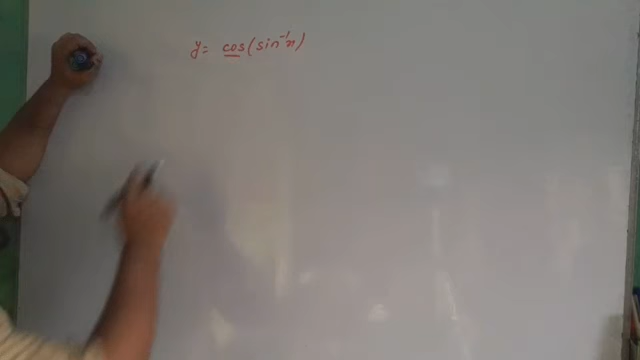 y = cos(sin⁻¹x)